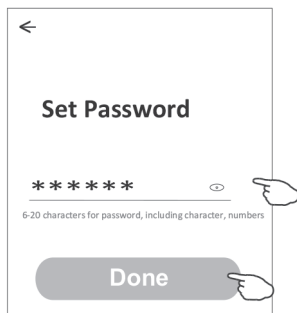 Set Password
******
6-20 characters for password, including character, numbers
Done